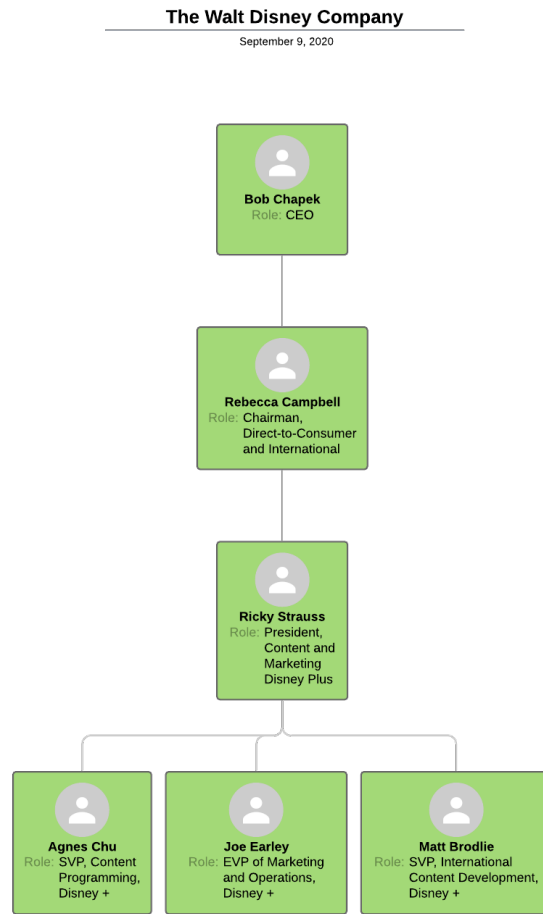 The Walt Disney Company
September 9, 2020
Bob Chapek
Role: CEO
Rebecca Campbell
Role: Chairman,
Direct-to-Consumer
and International
Ricky Strauss
Role: President,
Content and
Marketing
Disney Plus
Agnes Chu
Role: SVP, Content
Programming,
Disney +
Joe Earley
Role: EVP of Marketing
and Operations,
Disney +
Matt Brodlie
Role: SVP, International
Content Development,
Disney +